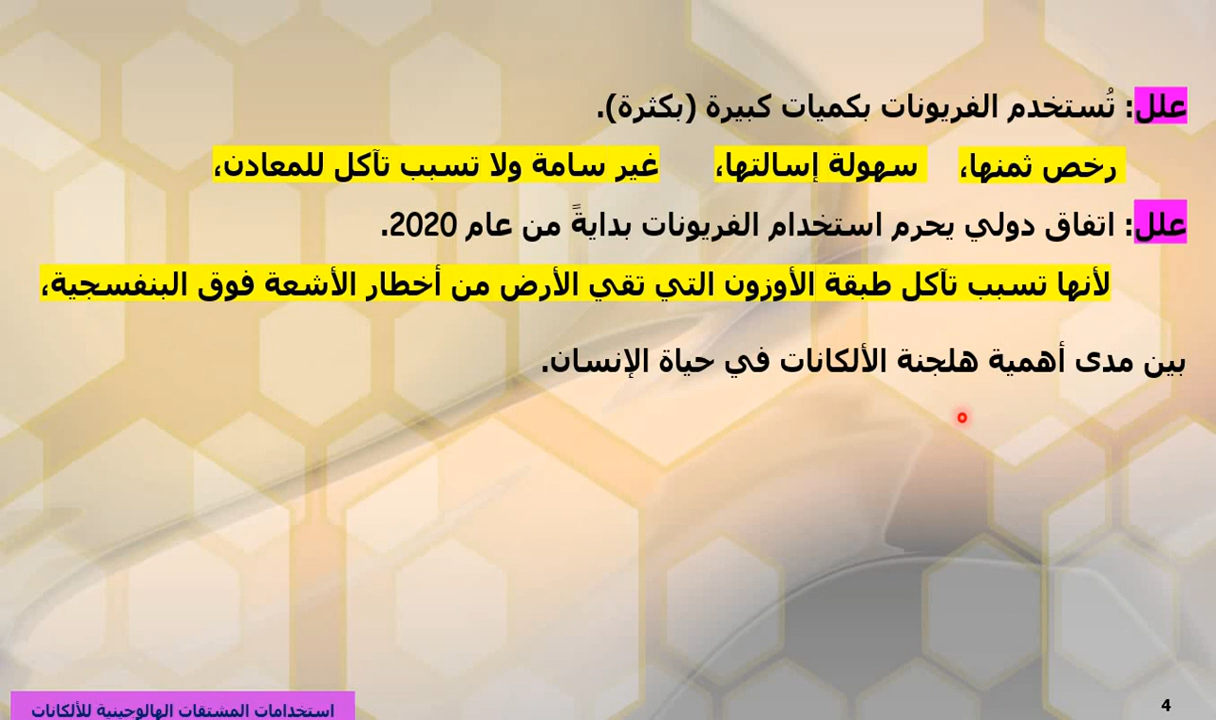 علل: تُستخدم الفريونات بكميات كبيرة (بكثرة).
رخص ثمنها، سهولة إسالتها، غير سامة ولا تسبب تآكل للمعادن،
علل: اتفاق دولي يحرم استخدام الفريونات بدايةً من عام 2020.
لأنها تسبب تآكل طبقة الأوزون التي تقي الأرض من أخطار الأشعة فوق البنفسجية،
بين مدى أهمية هلجنة الألكانات في حياة الإنسان.
4
استخدامات المشتقات الهالوجينية للألكانات